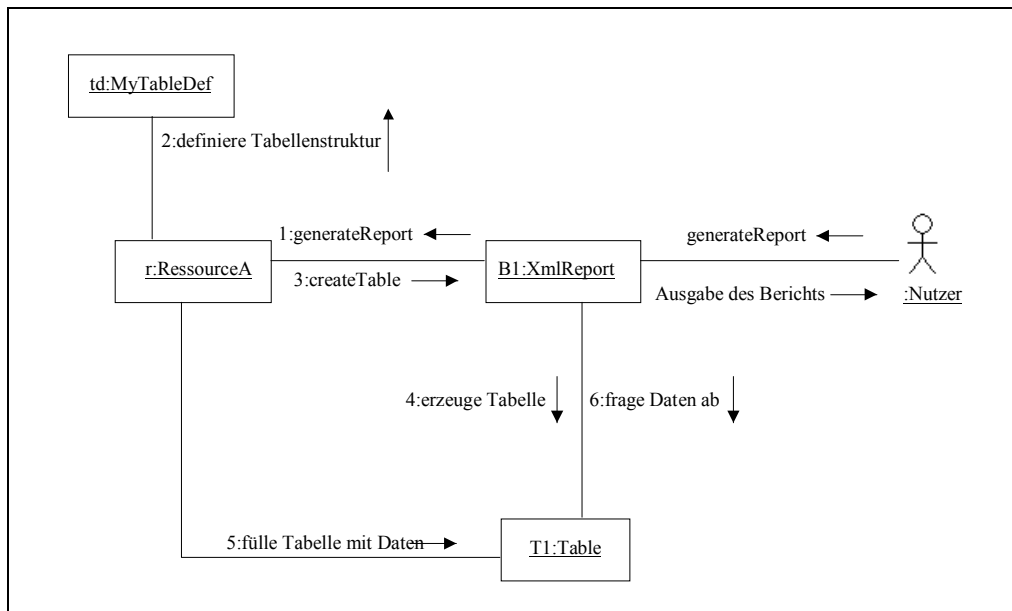 td:MyTableDef
2:definiere Tabellenstruktur
1:generateReport
generateReport
r:RessourceA
B1:XmlReport
3:createTable
Ausgabe des Berichts
:Nutzer
4:erzeuge Tabelle
6:frage Daten ab
5:fülle Tabelle mit Daten
T1:Table